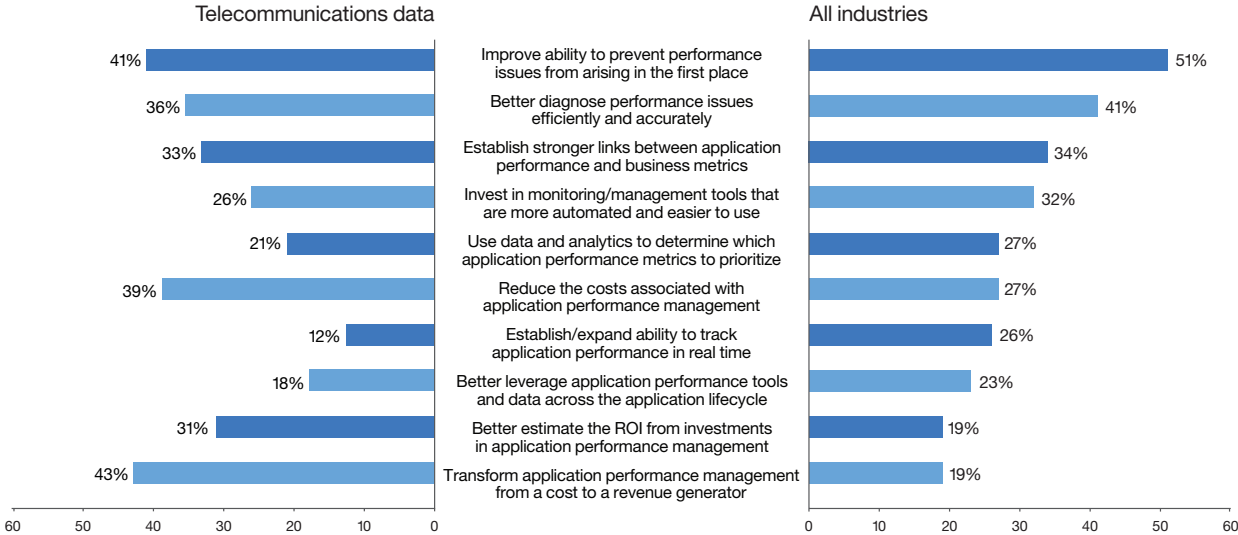 Telecommunications data
All industries
41%
Improve ability to prevent performance
issues from arising in the first place
51%
36%
Better diagnose performance issues
efficiently and accurately
41%
33%
Establish stronger links between application
performance and business metrics
34%
26%
Invest in monitoring/management tools that
are more automated and easier to use
32%
21%
Use data and analytics to determine which
application performance metrics to prioritize
27%
39%
Reduce the costs associated with
application performance management
27%
12%
Establish/expand ability to track
application performance in real time
26%
18%
Better leverage application performance tools
and data across the application lifecycle
23%
31%
Better estimate the ROI from investments
in application performance management
19%
43%
Transform application performance management
from a cost to a revenue generator
19%
60 50 40 30 20 10 0
0 10 20 30 40 50 60